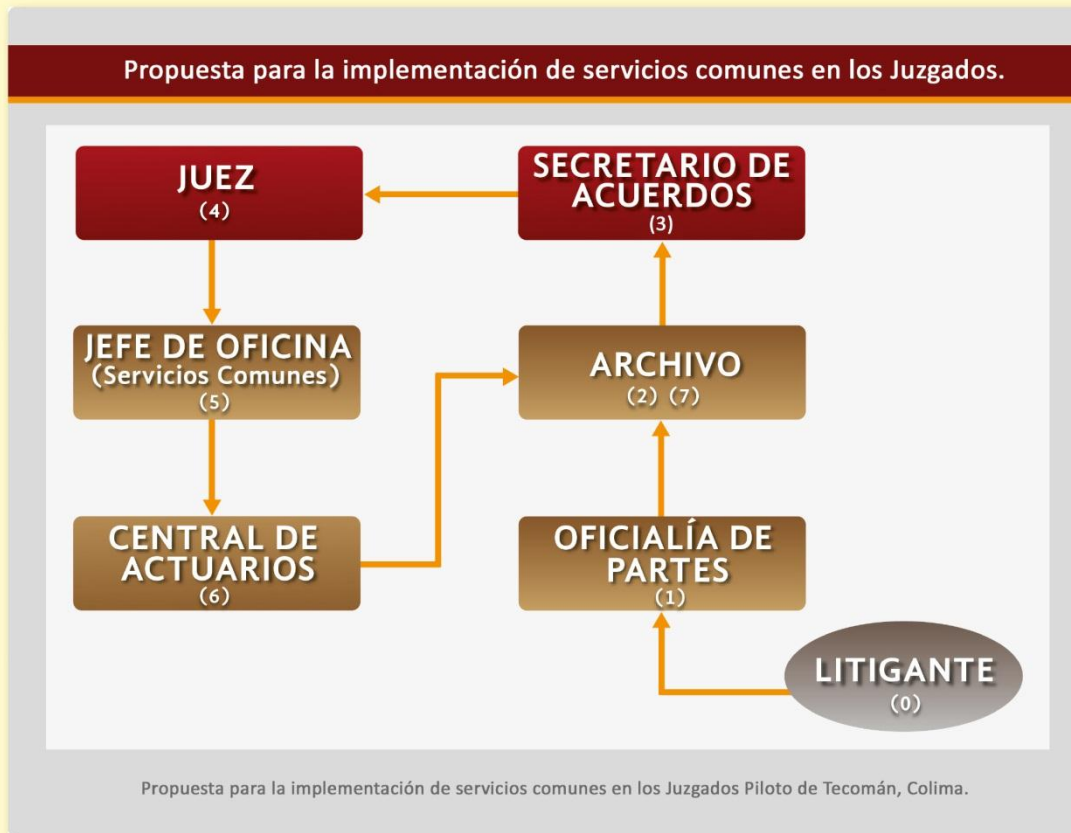 Propuesta para la implementación de servicios comunes en los Juzgados.
JUEZ
(4)
SECRETARIO DE
ACUERDOS
(3)
JEFE DE OFICINA
(Servicios Comunes)
(5)
ARCHIVO
(2) (7)
CENTRAL DE
ACTUARIOS
(6)
OFICIALÍA DE
PARTES
(1)
LITIGANTE
(0)
Propuesta para la implementación de servicios comunes en los Juzgados Piloto de Tecomán, Colima.